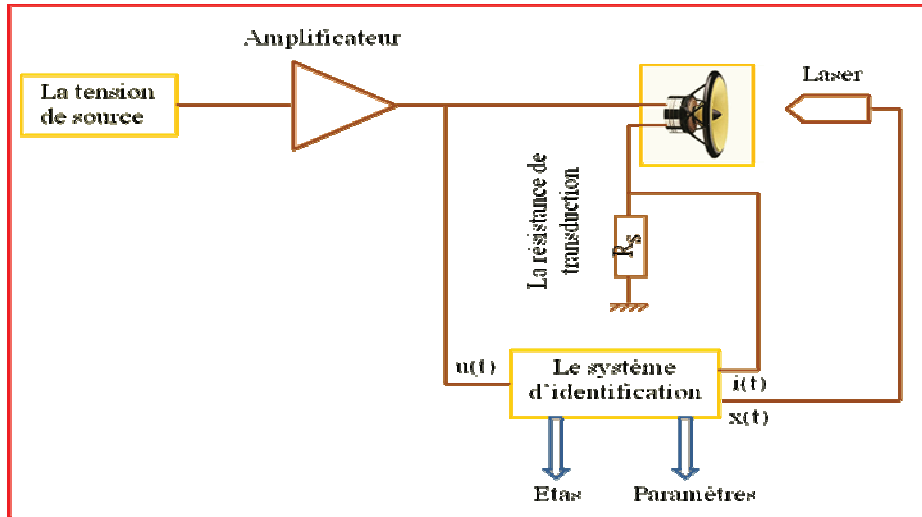 Amplificateur
La tension
de source
Laser
La résistance de
transduction
Rs
u(t)
Le système
d'identification
i(t)
x(t)
Etas
Paramètres